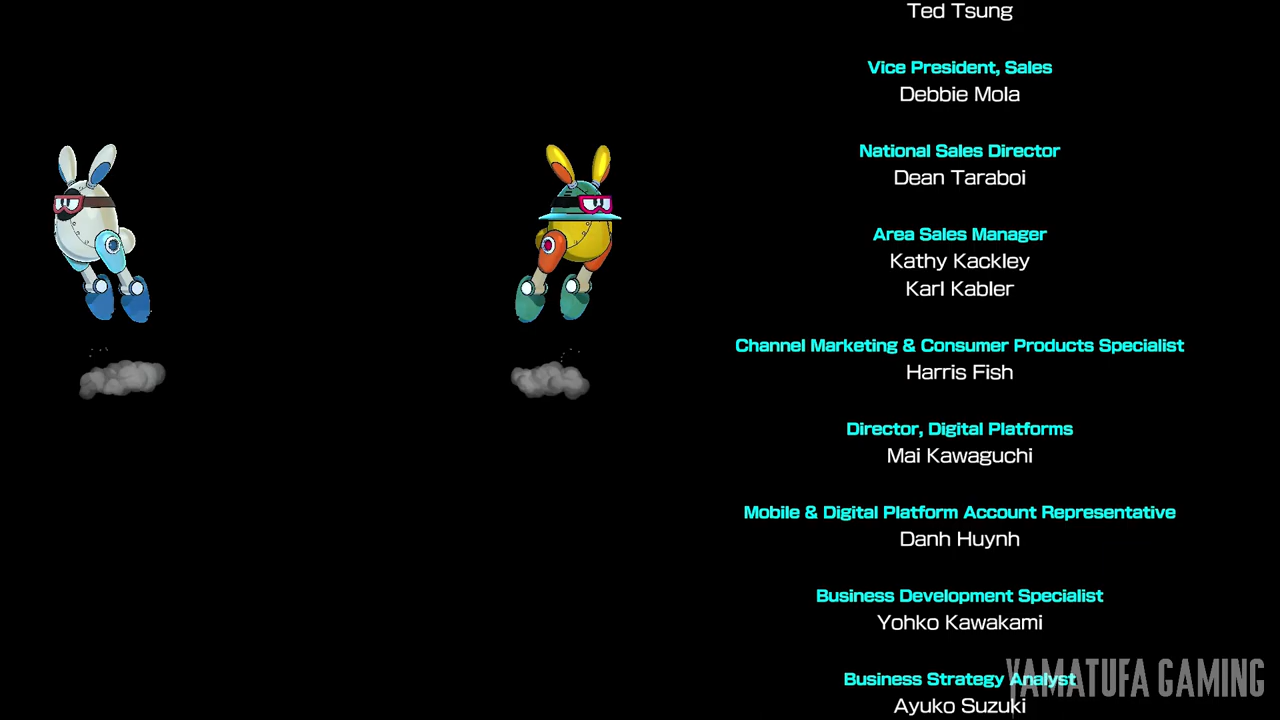 Ted Tsung
Vice President, Sales
Debbie Mola
National Sales Director
Dean Taraboi
Area Sales Manager
Kathy Kackley
Karl Kabler
Channel Marketing & Consumer Products Specialist
Harris Fish
Director, Digital Platforms
Mai Kawaguchi
Mobile & Digital Platform Account Representative
Danh Huynh
Business Development Specialist
Yohko Kawakami
Business Strategy Analyst
Ayuko Suzuki
YAMATUFA GAMING